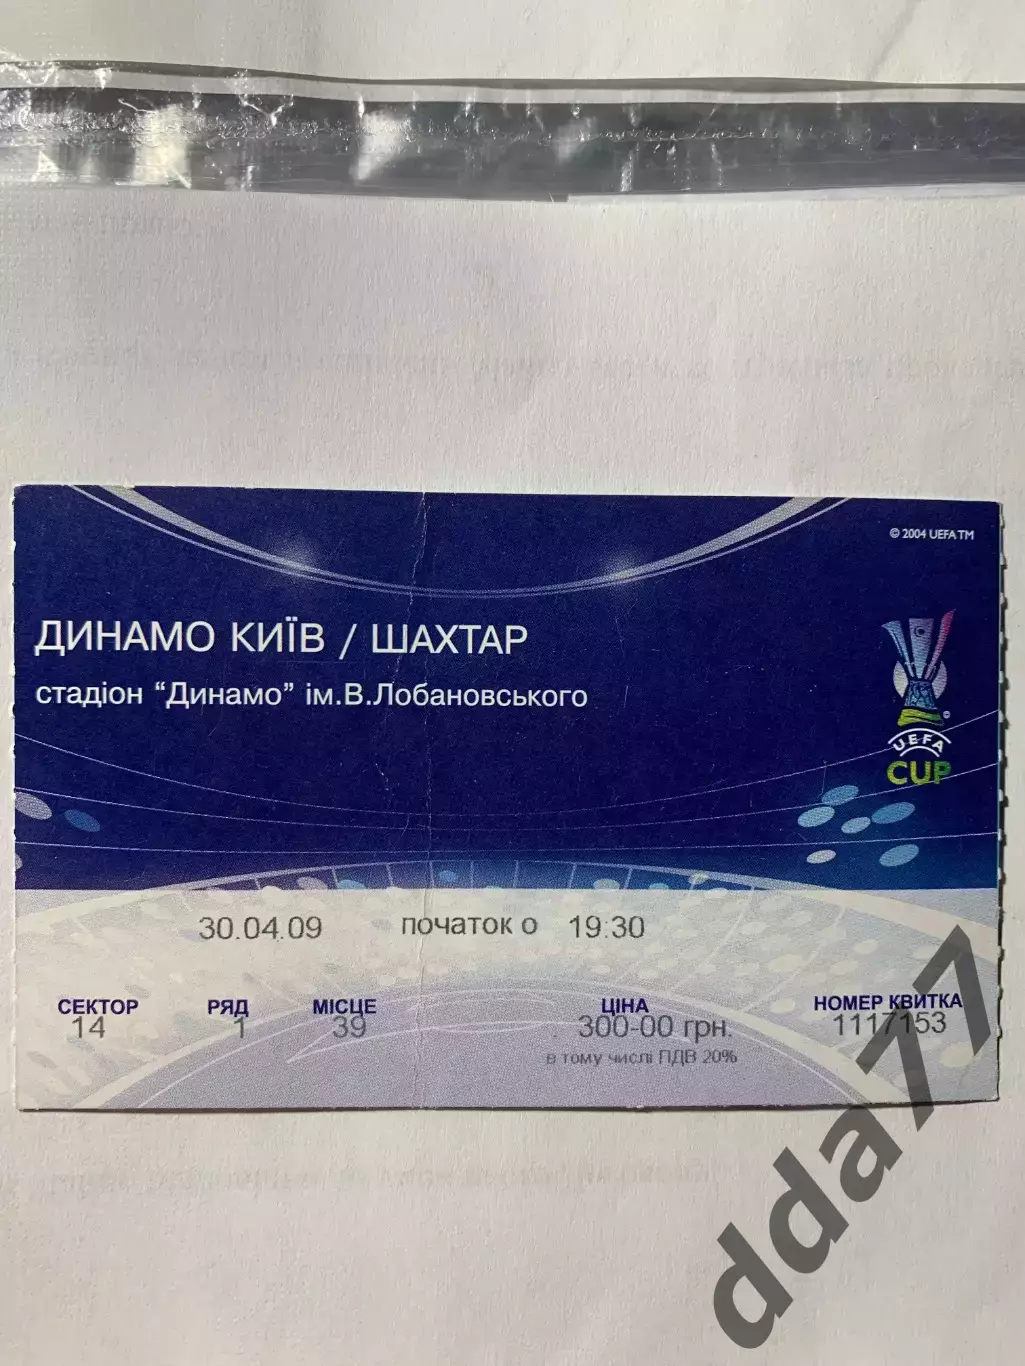 © 2004 UEFA TM
ДИНАМО КИЇВ / ШАХТАР
стадіон "Динамо" ім.В.Лобановського
UEFA
CUP
30.04.09 початок о 19:30
СЕКТОР РЯД МІСЦЕ ЦІНА НОМЕР КВИТКА
14 1 39 300-00 грн. 1117153
в тому числі ПДВ 20%
dda77